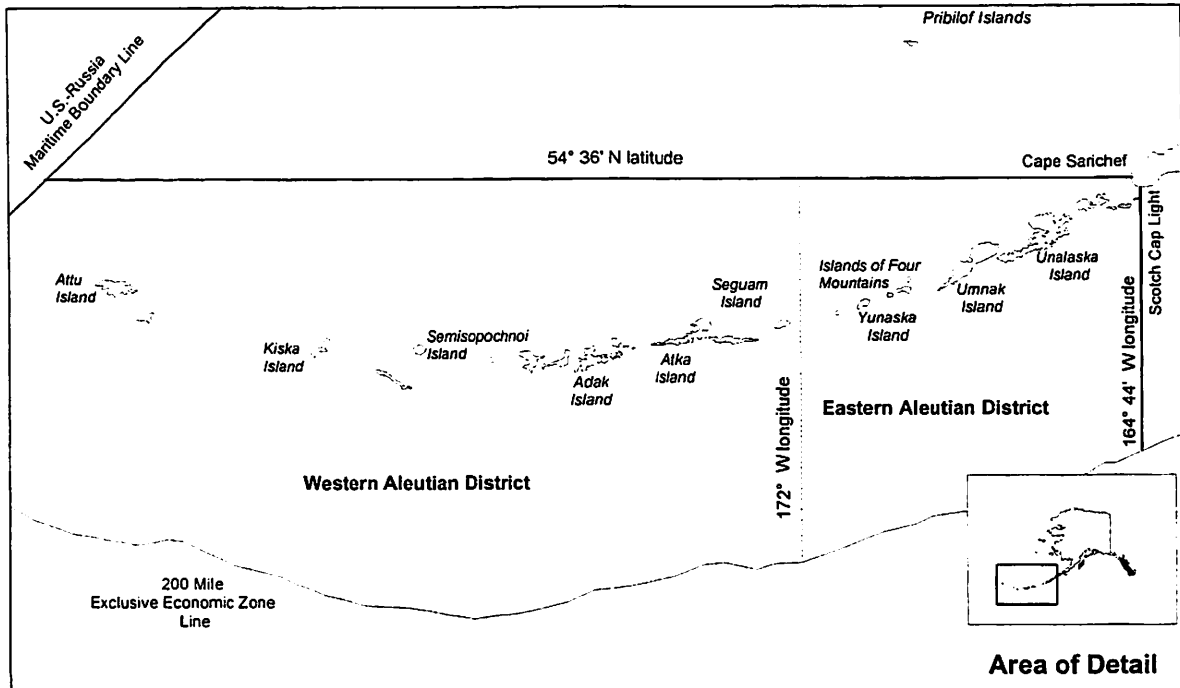 Pribilof Islands
U.S.-Russia
Maritime Boundary Line
54° 36' N latitude
Cape Sarichef
Scotch Cap Light
Attu
Island
Kiska
Island
Semisopochnoi
Island
Adak
Island
Atka
Island
Seguam
Island
Islands of Four
Mountains
Yunaska
Island
Umnak
Island
Unalaska
Island
172° W longitude
164° 44' W longitude
Eastern Aleutian District
Western Aleutian District
200 Mile
Exclusive Economic Zone
Line
Area of Detail